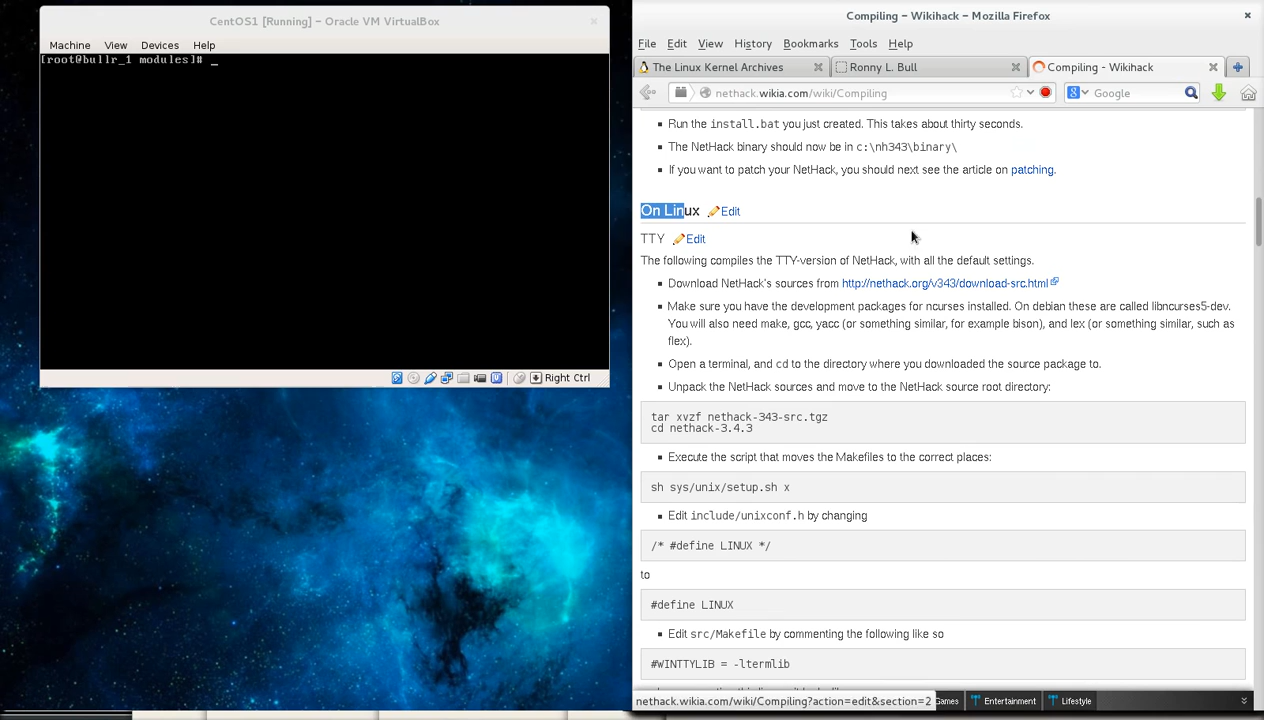 CentOS1 [Running] – Oracle VM VirtualBox
Machine View Devices Help
[root@bullr_1 modules]# _
Right Ctrl
Compiling – Wikihack – Mozilla Firefox
File Edit View History Bookmarks Tools Help
The Linux Kernel Archives
Ronny L. Bull
Compiling - Wikihack
nethack.wikia.com/wiki/Compiling
Google
Run the install.bat you just created. This takes about thirty seconds.
The NetHack binary should now be in c:\nh343\binary\
If you want to patch your NetHack, you should next see the article on patching.
On Linux Edit
TTY Edit
The following compiles the TTY-version of NetHack, with all the default settings.
Download NetHack's sources from http://nethack.org/v343/download-src.html
Make sure you have the development packages for ncurses installed. On debian these are called libncurses5-dev.
You will also need make, gcc, yacc (or something similar, for example bison), and lex (or something similar, such as
flex).
Open a terminal, and cd to the directory where you downloaded the source package to.
Unpack the NetHack sources and move to the NetHack source root directory:
tar xvzf nethack-343-src.tgz
cd nethack-3.4.3
Execute the script that moves the Makefiles to the correct places:
sh sys/unix/setup.sh x
Edit include/unixconf.h by changing
/* #define LINUX */
to
#define LINUX
Edit src/Makefile by commenting the following like so
#WINTTYLIB = -ltermlib
nethack.wikia.com/wiki/Compiling?action=edit&section=2
Games
Entertainment
Lifestyle